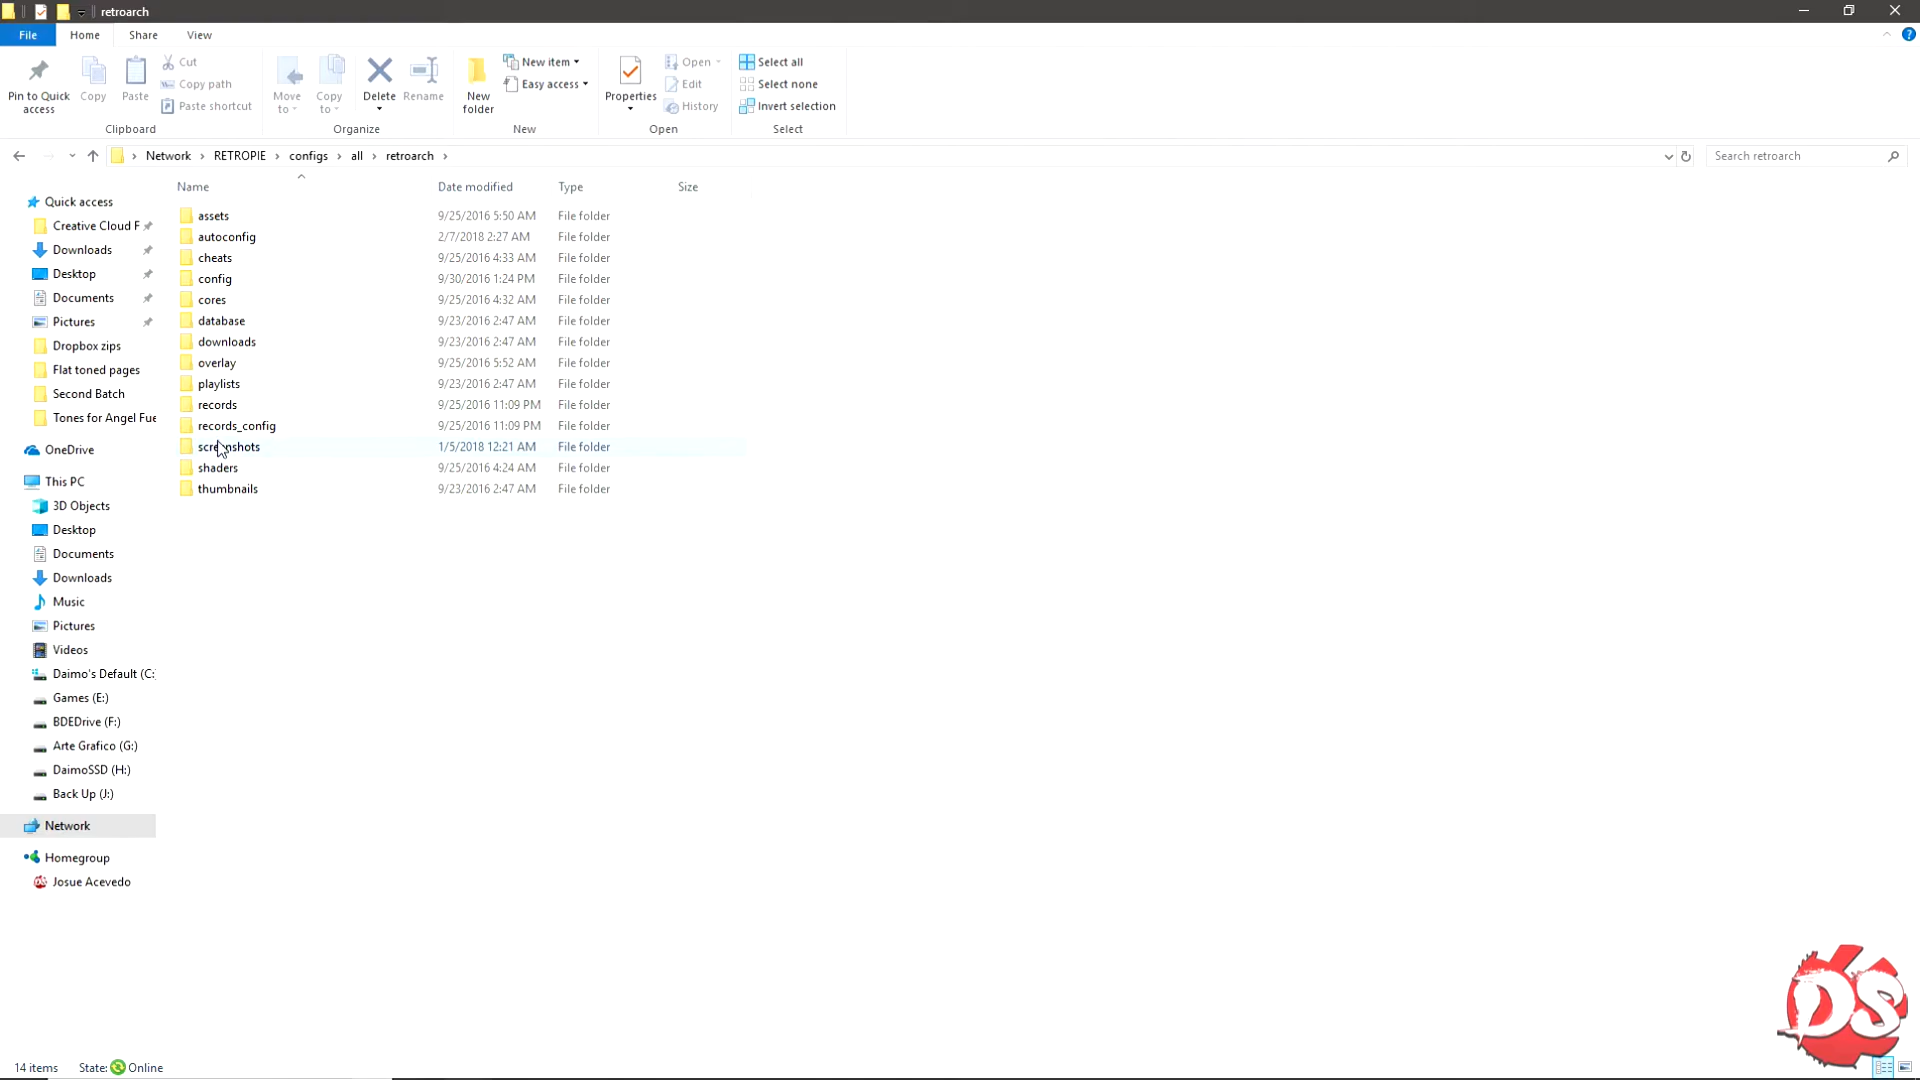 retroarch
File Home Share View
Pin to Quick access
Copy
Paste
Cut
Copy path
Paste shortcut
Clipboard
Move to
Copy to
Delete
Rename
Organize
New folder
New item
Easy access
New
Properties
Open
Edit
History
Open
Select all
Select none
Invert selection
Select
Network > RETROPIE > configs > all > retroarch >
Search retroarch
Name Date modified Type Size
assets 9/25/2016 5:50 AM File folder
autoconfig 2/7/2018 2:27 AM File folder
cheats 9/25/2016 4:33 AM File folder
config 9/30/2016 1:24 PM File folder
cores 9/25/2016 4:32 AM File folder
database 9/23/2016 2:47 AM File folder
downloads 9/23/2016 2:47 AM File folder
overlay 9/25/2016 5:52 AM File folder
playlists 9/23/2016 2:47 AM File folder
records 9/25/2016 11:09 PM File folder
records_config 9/25/2016 11:09 PM File folder
screenshots 1/5/2018 12:21 AM File folder
shaders 9/25/2016 4:24 AM File folder
thumbnails 9/23/2016 2:47 AM File folder
Quick access
Creative Cloud F
Downloads
Desktop
Documents
Pictures
Dropbox zips
Flat toned pages
Second Batch
Tones for Angel Fue
OneDrive
This PC
3D Objects
Desktop
Documents
Downloads
Music
Pictures
Videos
Daimo's Default (C:
Games (E:)
BDEDrive (F:)
Arte Grafico (G:)
DaimoSSD (H:)
Back Up (J:)
Network
Homegroup
Josue Acevedo
14 items State: Online
DS